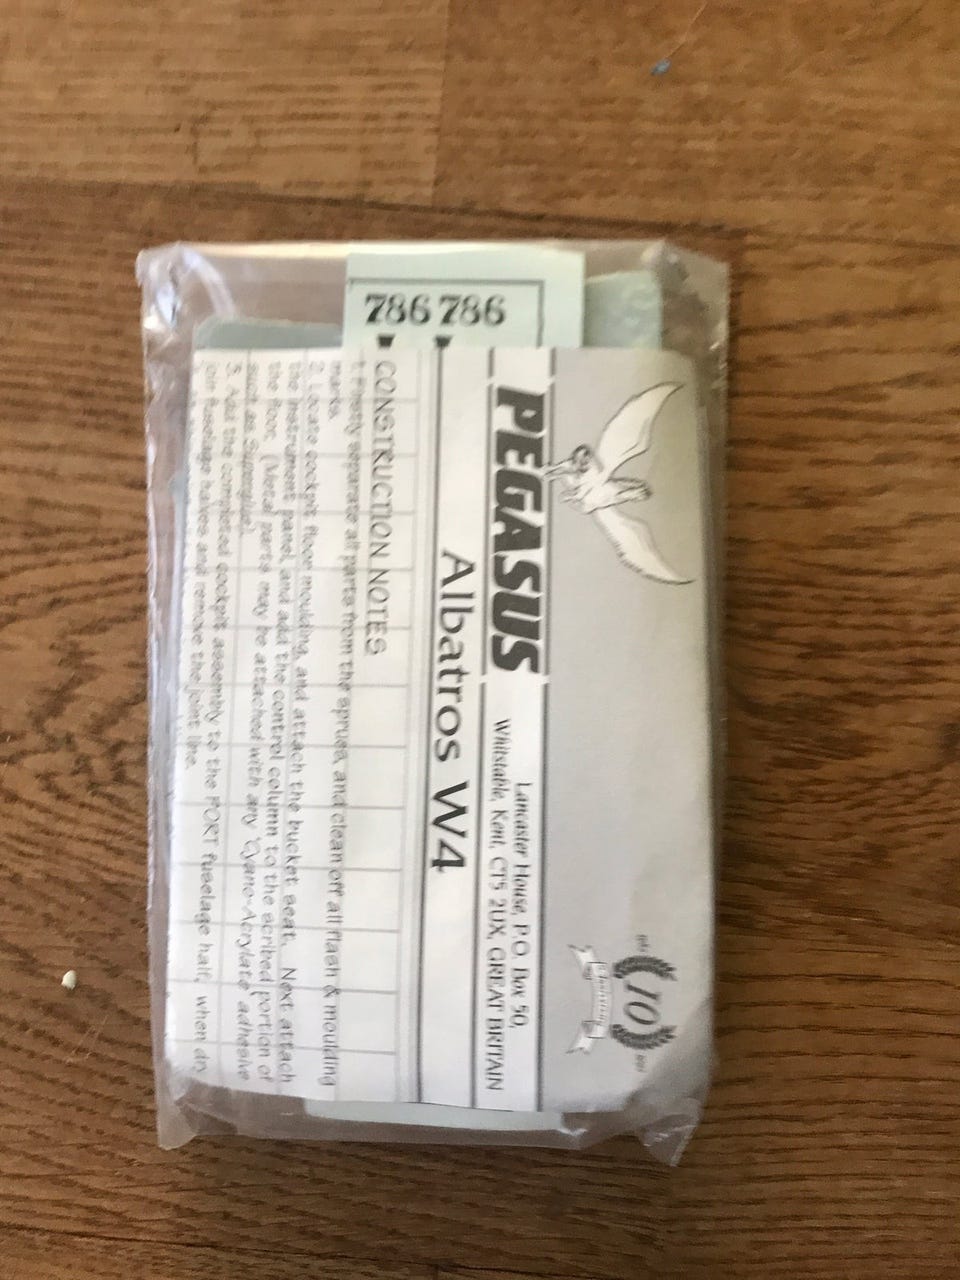 786 786
PEGASUS
Lancaster House, P.O. Box 50,
Whitstable, Kent, CT5 2UX, GREAT BRITAIN
10
Albatros W4
CONSTRUCTION NOTES
1. Firstly separate all parts from the sprues, and clean off all flash & moulding
marks.
2. Locate cockpit floor moulding, and attach the bucket seat. Next attach
the instrument panel, and add the control column to the scribed portion of
the floor. (Metal parts may be attached with any 'Cyano-Acrylate' adhesive
such as Superglue).
3. Add the completed cockpit assembly to the PORT fuselage half, when dry
join fuselage halves and remove the joint line.